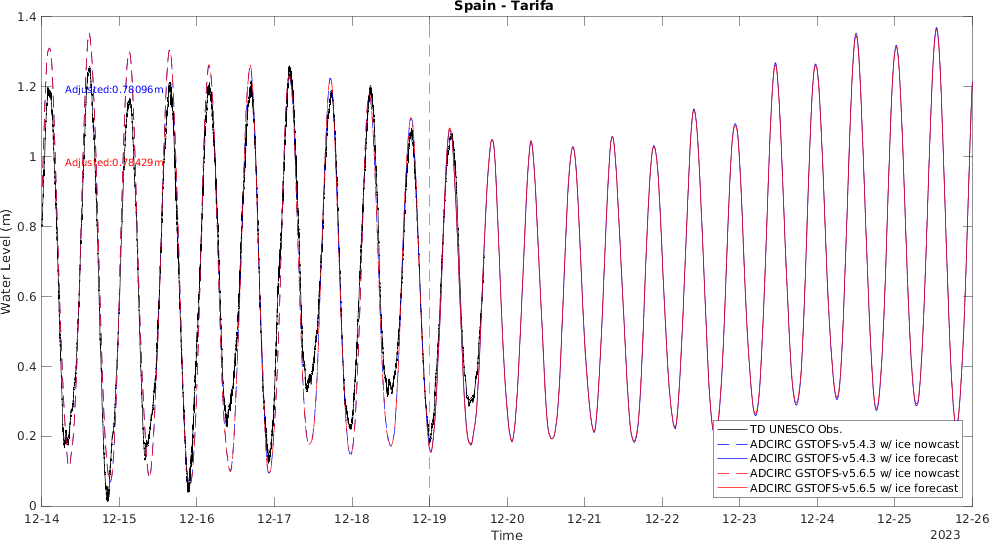 Spain - Tarifa
Water Level (m)
1.4
1.2
1
0.8
0.6
0.4
0.2
0
Adjusted:0.78096m
Adjusted:0.78429m
TD UNESCO Obs.
ADCIRC GSTOFS-v5.4.3 w/ ice nowcast
ADCIRC GSTOFS-v5.4.3 w/ ice forecast
ADCIRC GSTOFS-v5.6.5 w/ ice nowcast
ADCIRC GSTOFS-v5.6.5 w/ ice forecast
12-14 12-15 12-16 12-17 12-18 12-19 12-20 12-21 12-22 12-23 12-24 12-25 12-26
Time
2023